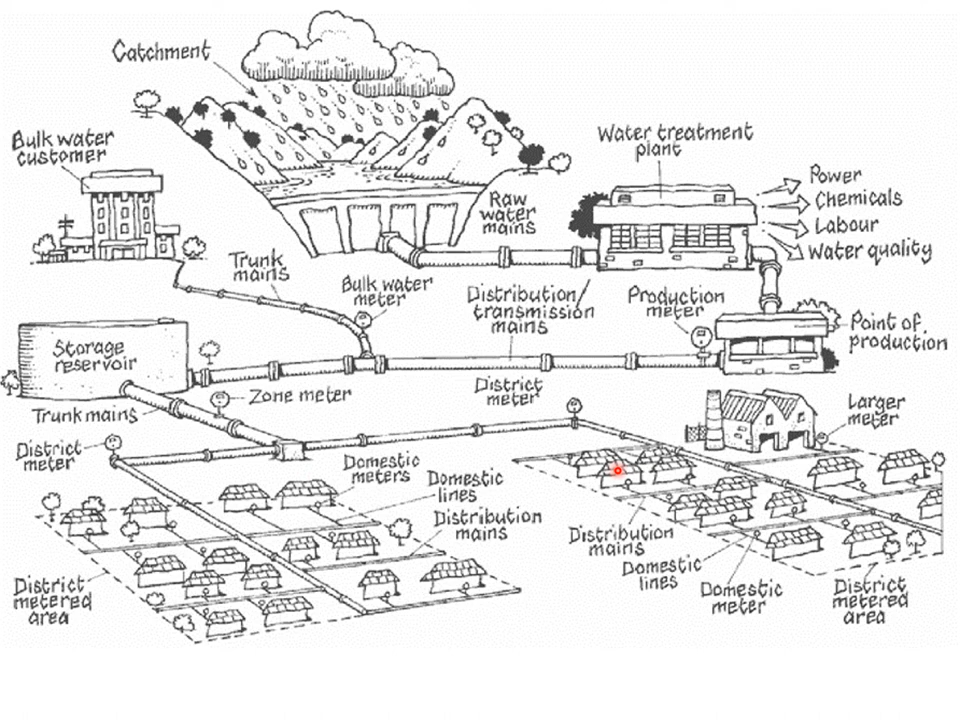 Catchment
Bulk water
customer
Water treatment
plant
Power
Chemicals
Labour
Water quality
Raw
water
mains
Trunk
mains
Bulk water
meter
Distribution/
transmission
mains
Production
meter
Point of
production
Storage
reservoir
Trunk mains
Zone meter
District
meter
Larger
meter
District
meter
Domestic
meters
Domestic
lines
Distribution
mains
District
metered
area
Distribution
mains
Domestic
lines
Domestic
meter
District
metered
area